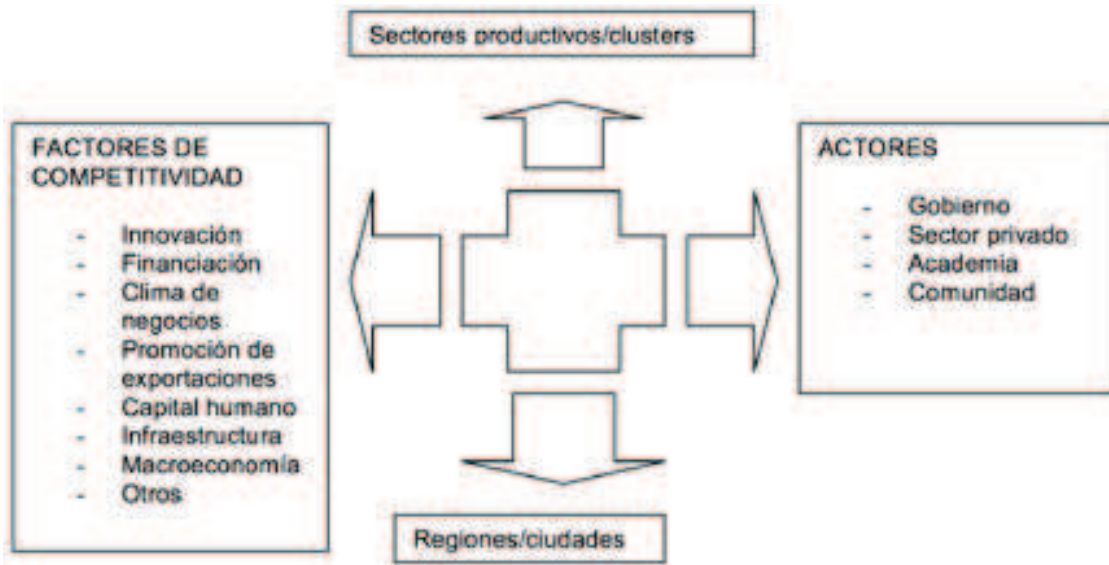 Sectores productivos/clusters
FACTORES DE
COMPETITIVIDAD
- Innovación
- Financiación
- Clima de
negocios
- Promoción de
exportaciones
- Capital humano
- Infraestructura
- Macroeconomía
- Otros
ACTORES
- Gobierno
- Sector privado
- Academia
- Comunidad
Regiones/ciudades